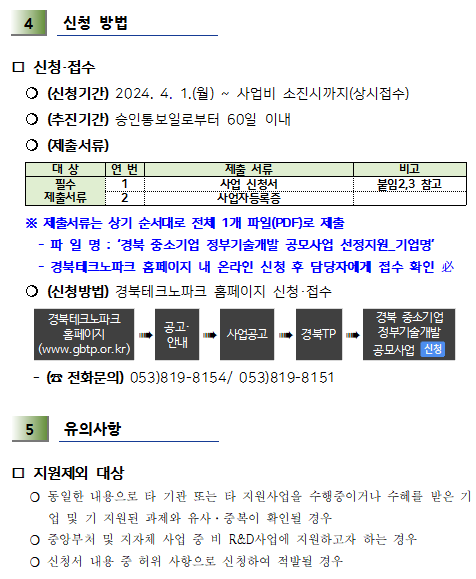 4 신청 방법
□ 신청·접수
❍ (신청기간) 2024. 4. 1.(월) ~ 사업비 소진시까지(상시접수)
❍ (추진기간) 승인통보일로부터 60일 이내
❍ (제출서류)
대 상 연 번 제출 서류 비고
필수 제출서류 1 사업 신청서 붙임2,3 참고
2 사업자등록증
※ 제출서류는 상기 순서대로 전체 1개 파일(PDF)로 제출
- 파 일 명 : ‘경북 중소기업 정부기술개발 공모사업 선정지원_기업명’
- 경북테크노파크 홈페이지 내 온라인 신청 후 담당자에게 접수 확인 必
❍ (신청방법) 경북테크노파크 홈페이지 신청·접수
경북테크노파크 홈페이지 (www.gbtp.or.kr) ➠ 공고·안내 ➠ 사업공고 ➠ 경북TP ➠ 경북 중소기업 정부기술개발 공모사업 신청
- (☎ 전화문의) 053)819-8154/ 053)819-8151
5 유의사항
□ 지원제외 대상
❍ 동일한 내용으로 타 기관 또는 타 지원사업을 수행중이거나 수혜를 받은 기
업 및 기 지원된 과제와 유사·중복이 확인될 경우
❍ 중앙부처 및 지자체 사업 중 비 R&D사업에 지원하고자 하는 경우
❍ 신청서 내용 중 허위 사항으로 신청하여 적발될 경우